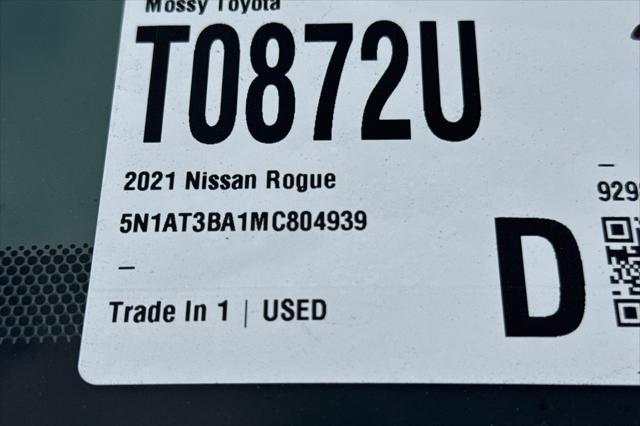 Mossy Toyota
T0872U
2021 Nissan Rogue
5N1AT3BA1MC804939
–
–
929
D
Trade In 1 | USED